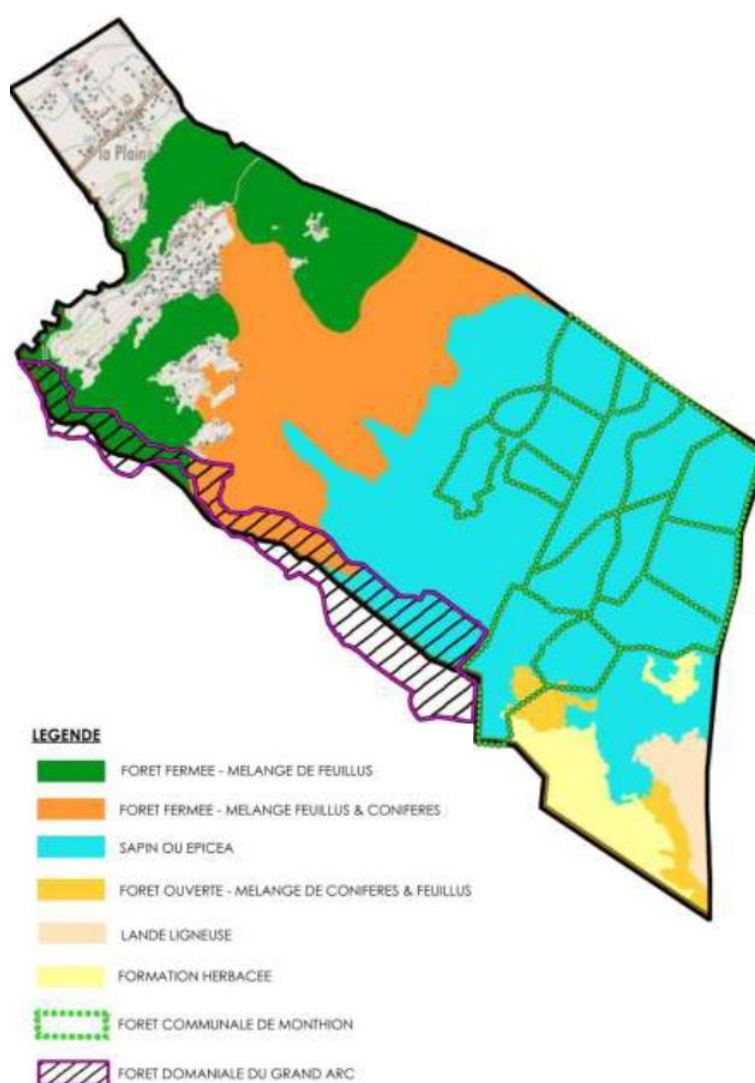 la Plaine
LEGENDE
FORET FERMEE - MELANGE DE FEUILLUS
FORET FERMEE - MELANGE FEUILLUS & CONIFERES
SAPIN OU EPICEA
FORET OUVERTE - MELANGE DE CONIFERES & FEUILLUS
LANDE LIGNEUSE
FORMATION HERBACEE
FORET COMMUNALE DE MONTHION
FORET DOMANIALE DU GRAND ARC